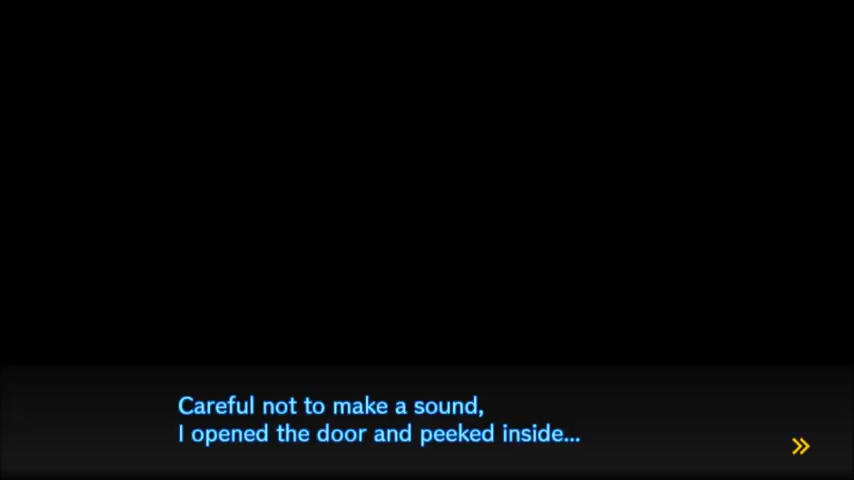 Careful not to make a sound,
I opened the door and peeked inside...